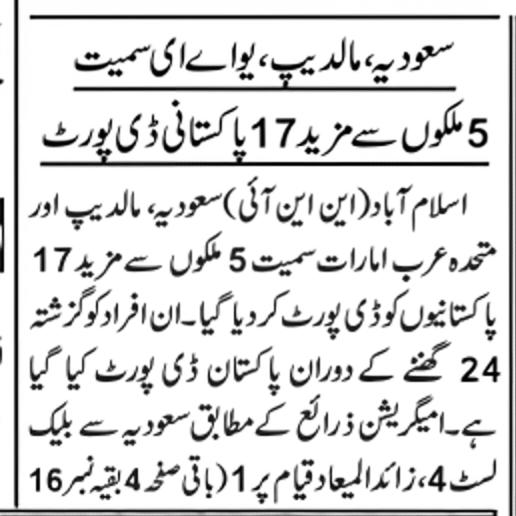 سعودیہ، مالدیپ، یو اے ای سمیت
5 ملکوں سے مزید 17 پاکستانی ڈی پورٹ
اسلام آباد (این این آئی) سعودیہ، مالدیپ اور
متحدہ عرب امارات سمیت 5 ملکوں سے مزید 17
پاکستانیوں کو ڈی پورٹ کر دیا گیا۔ ان افراد کو گزشتہ
24 گھنٹے کے دوران پاکستان ڈی پورٹ کیا گیا
ہے۔ امیگریشن ذرائع کے مطابق سعودیہ سے بلیک
لسٹ 4، زائد المیعاد قیام پر 1 (باقی صفحہ 4 بقیہ نمبر 16